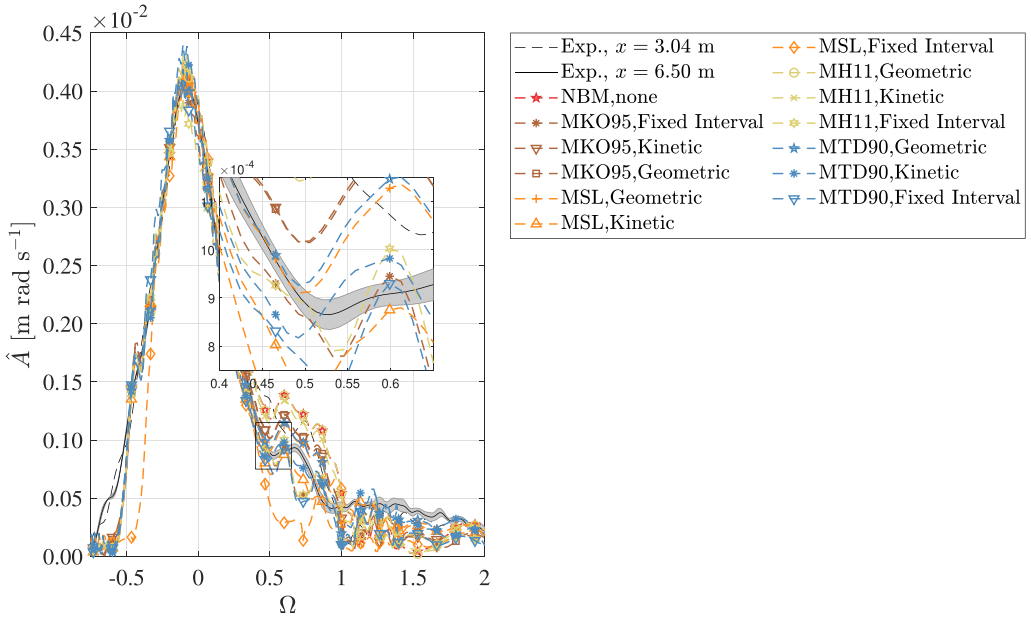 ×10⁻²
0.45
0.40
0.35
0.30
0.25
0.20
0.15
0.10
0.05
0.00
Â [m rad s⁻¹]
-0.5 0 0.5 1 1.5 2
Ω
×10⁻⁴
11
10
9
8
0.4 0.45 0.5 0.55 0.6
Exp., x = 3.04 m
Exp., x = 6.50 m
NBM,none
MKO95,Fixed Interval
MKO95,Kinetic
MKO95,Geometric
MSL,Geometric
MSL,Kinetic
MSL,Fixed Interval
MH11,Geometric
MH11,Kinetic
MH11,Fixed Interval
MTD90,Geometric
MTD90,Kinetic
MTD90,Fixed Interval